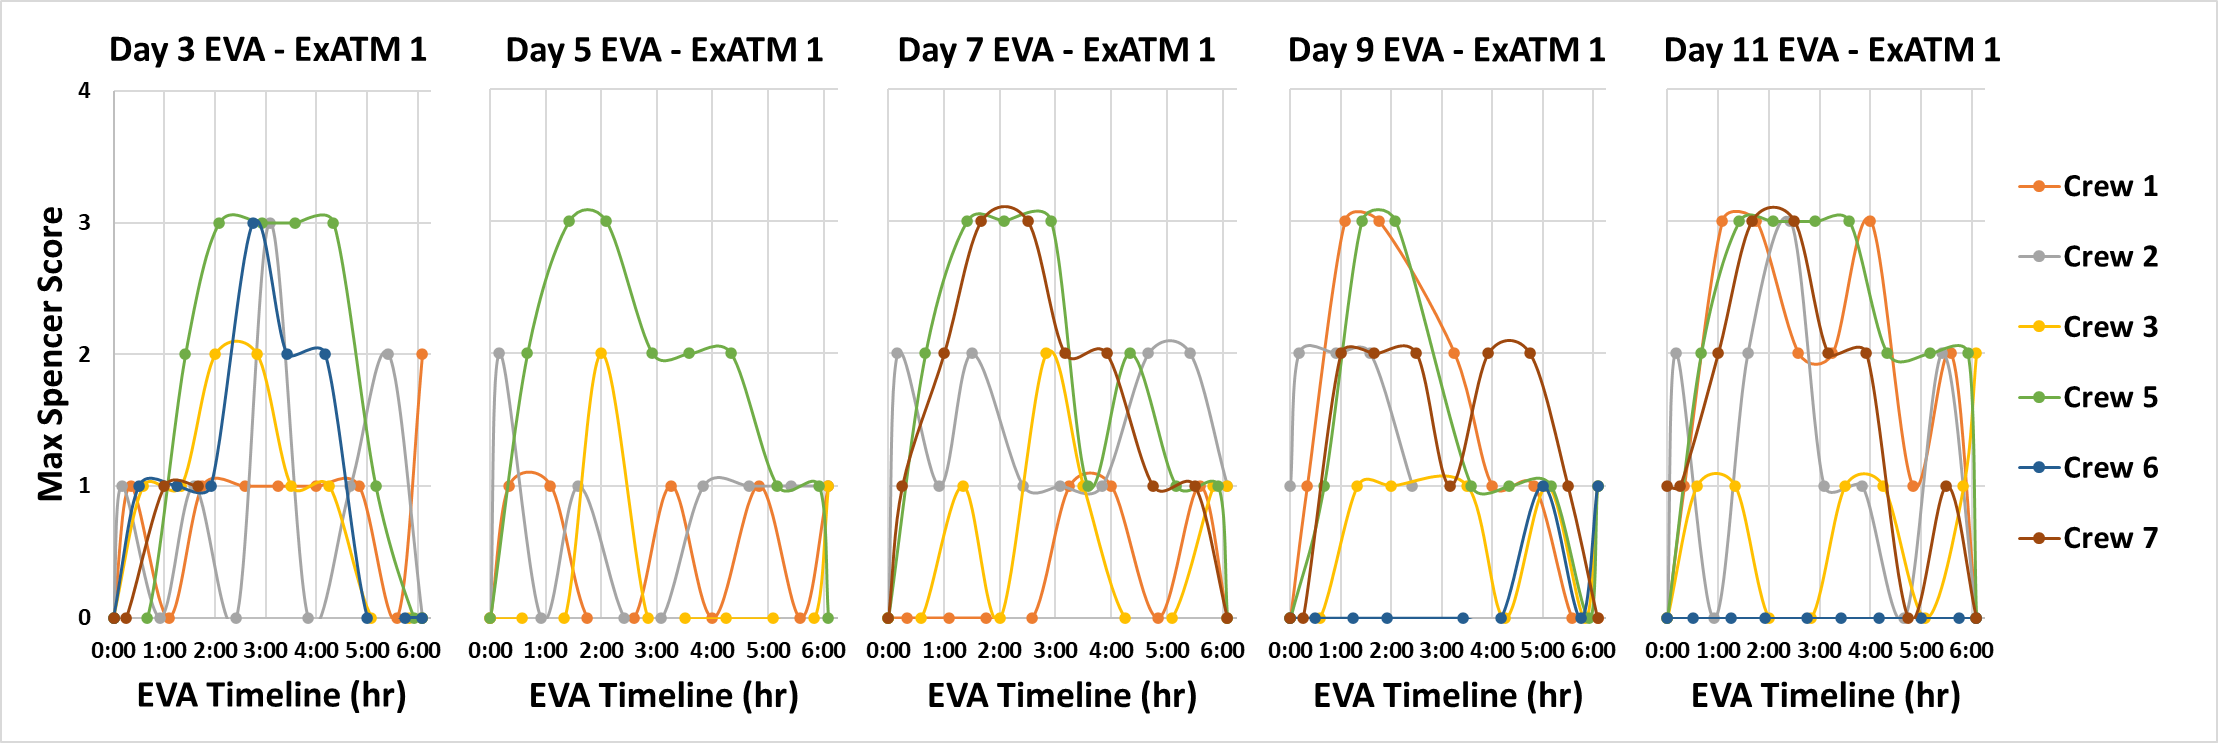 Day 3 EVA - ExATM 1
Day 5 EVA - ExATM 1
Day 7 EVA - ExATM 1
Day 9 EVA - ExATM 1
Day 11 EVA - ExATM 1
Max Spencer Score
4
3
2
1
0
0:00 1:00 2:00 3:00 4:00 5:00 6:00
0:00 1:00 2:00 3:00 4:00 5:00 6:00
0:00 1:00 2:00 3:00 4:00 5:00 6:00
0:00 1:00 2:00 3:00 4:00 5:00 6:00
0:00 1:00 2:00 3:00 4:00 5:00 6:00
EVA Timeline (hr)
EVA Timeline (hr)
EVA Timeline (hr)
EVA Timeline (hr)
EVA Timeline (hr)
Crew 1
Crew 2
Crew 3
Crew 5
Crew 6
Crew 7